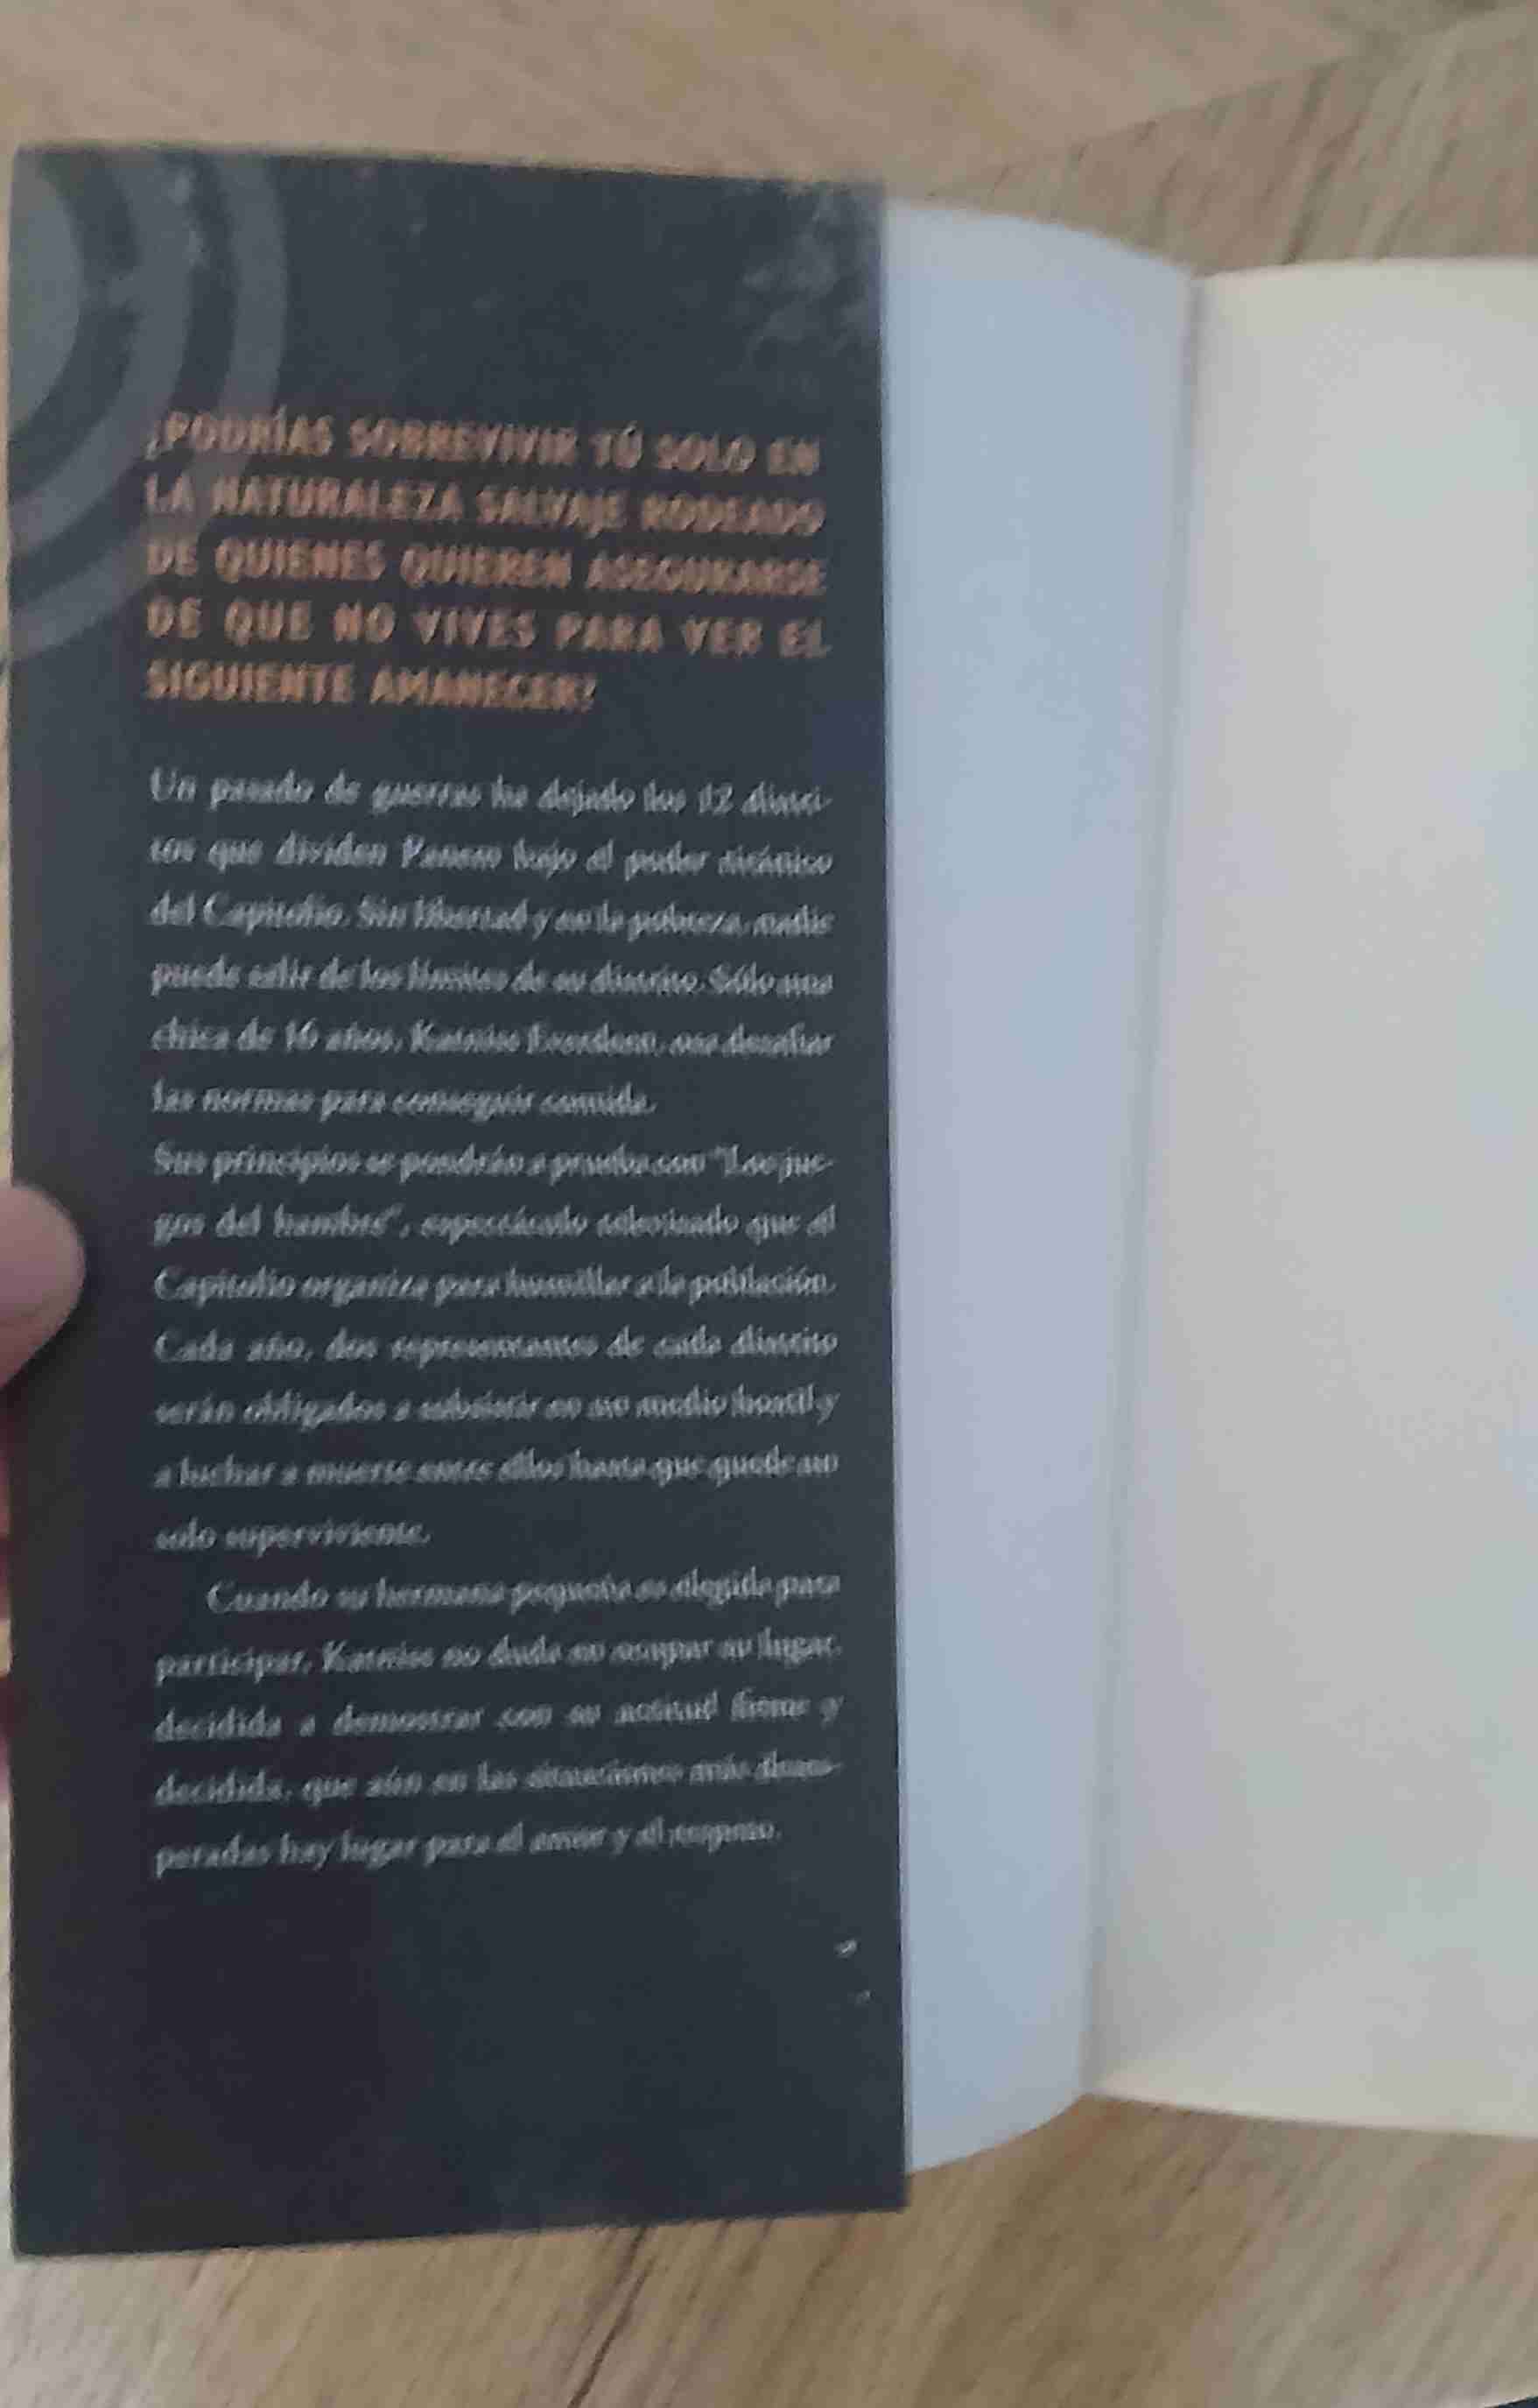 ¿PODRÍAS SOBREVIVIR TÚ SOLO EN
LA NATURALEZA SALVAJE RODEADO
DE QUIENES QUIEREN ASEGURARSE
DE QUE NO VIVES PARA VER EL
SIGUIENTE AMANECER?
Un pasado de guerras ha dejado los 12 distri-
tos que dividen Panem bajo el poder tiránico
del Capitolio. Sin libertad y en la pobreza, nadie
puede salir de los límites de su distrito. Sólo una
chica de 16 años, Katniss Everdeen, osa desafiar
las normas para conseguir comida.
Sus principios se pondrán a prueba con "Los jue-
gos del hambre", espectáculo televisado que el
Capitolio organiza para humillar a la población.
Cada año, dos representantes de cada distrito
serán obligados a subsistir en un medio hostil y
a luchar a muerte entre ellos hasta que quede un
solo superviviente.
Cuando su hermana pequeña es elegida para
participar, Katniss no duda en ocupar su lugar,
decidida a demostrar con su actitud firme y
decidida, que aún en las situaciones más deses-
peradas hay lugar para el amor y el respeto.